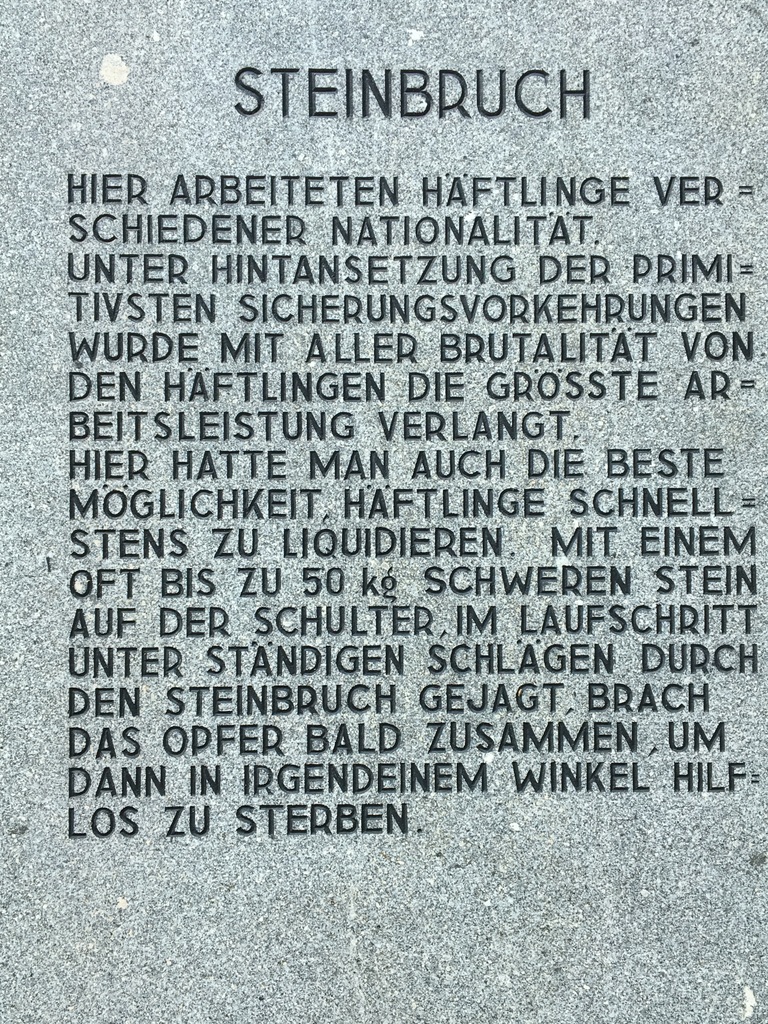 STEINBRUCH
HIER ARBEITETEN HÄFTLINGE VER=
SCHIEDENER NATIONALITÄT.
UNTER HINTANSETZUNG DER PRIMI=
TIVSTEN SICHERUNGSVORKEHRUNGEN
WURDE MIT ALLER BRUTALITÄT VON
DEN HÄFTLINGEN DIE GRÖSSTE AR=
BEITSLEISTUNG VERLANGT.
HIER HATTE MAN AUCH DIE BESTE
MÖGLICHKEIT, HÄFTLINGE SCHNELL=
STENS ZU LIQUIDIEREN. MIT EINEM
OFT BIS ZU 50 kg SCHWEREN STEIN
AUF DER SCHULTER, IM LAUFSCHRITT
UNTER STÄNDIGEN SCHLÄGEN DURCH
DEN STEINBRUCH GEJAGT, BRACH
DAS OPFER BALD ZUSAMMEN, UM
DANN IN IRGENDEINEM WINKEL HILF=
LOS ZU STERBEN.